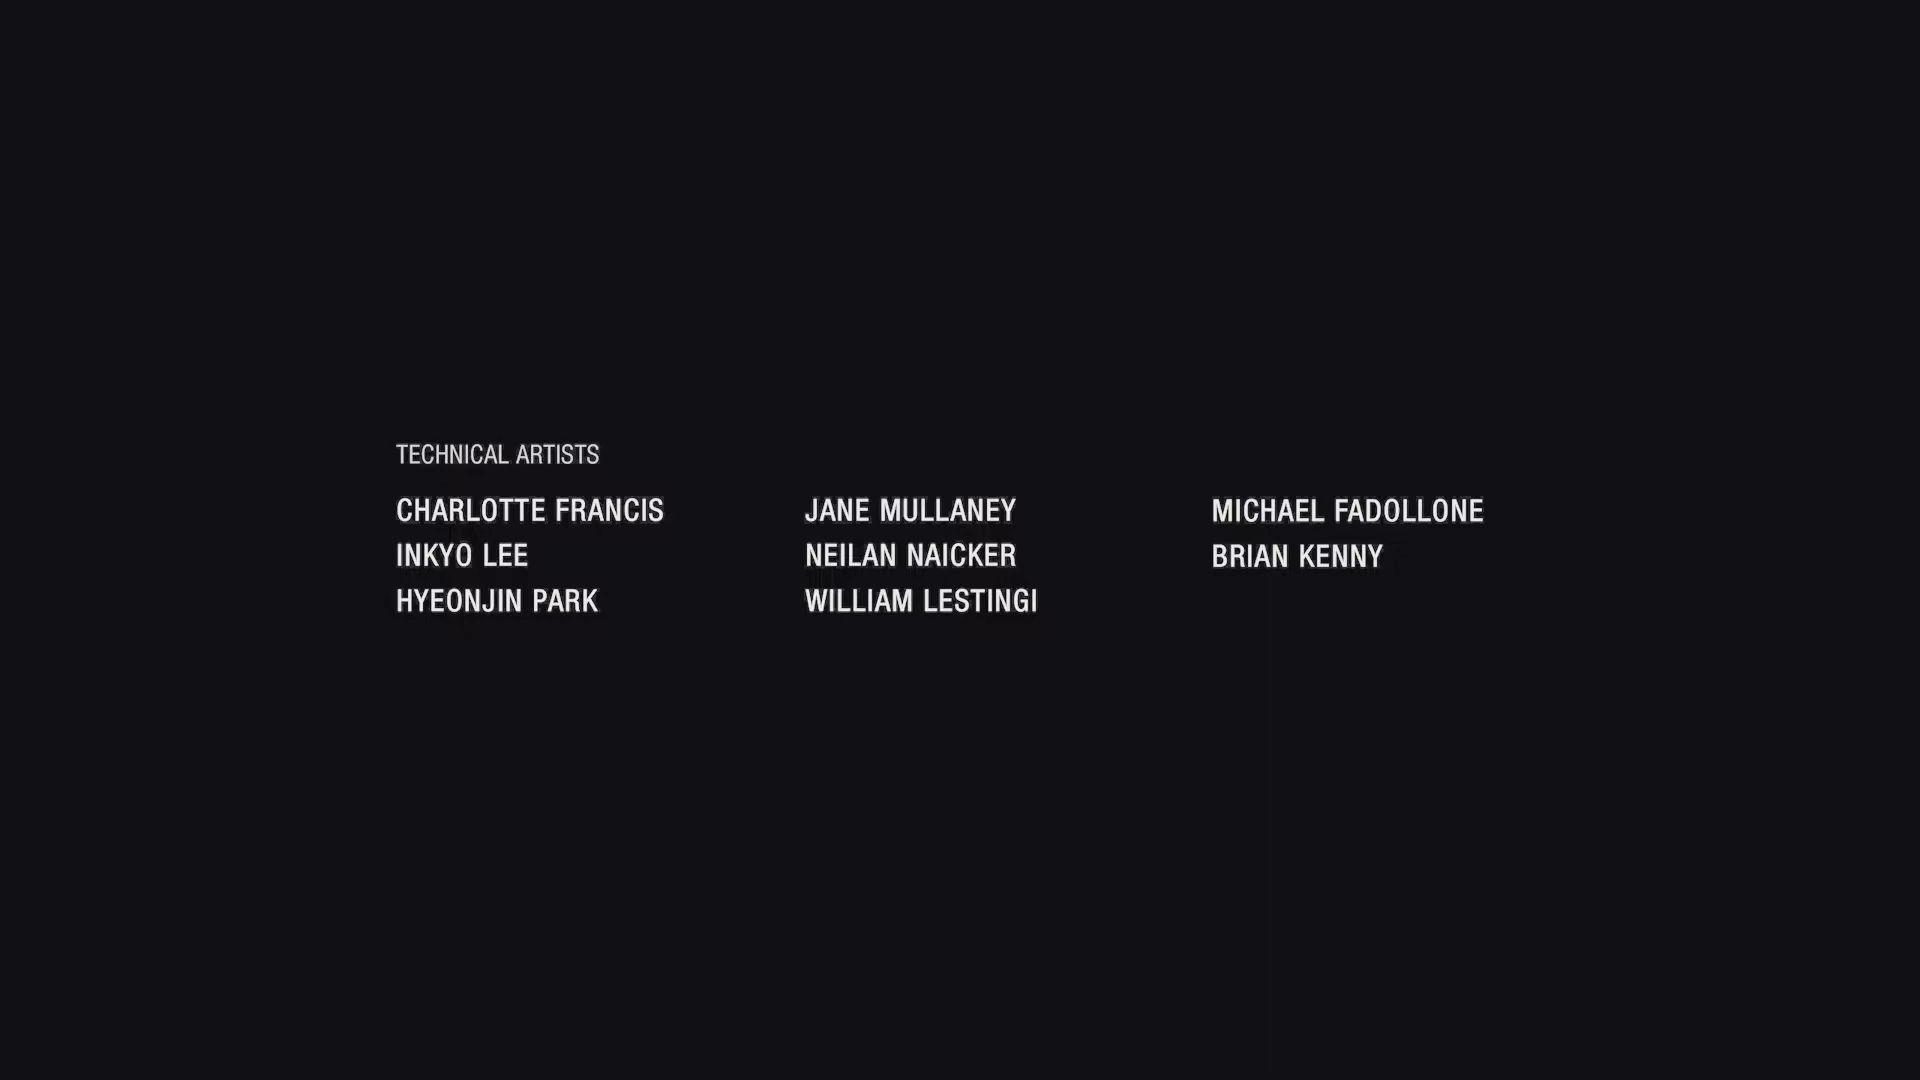 TECHNICAL ARTISTS
CHARLOTTE FRANCIS
INKYO LEE
HYEONJIN PARK
JANE MULLANEY
NEILAN NAICKER
WILLIAM LESTINGI
MICHAEL FADOLLONE
BRIAN KENNY